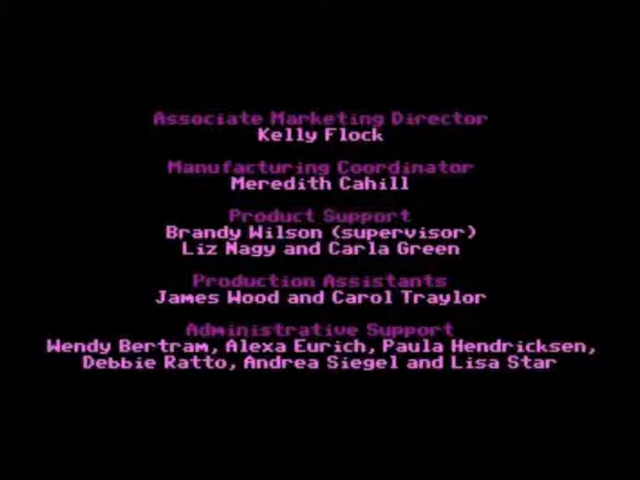 Associate Marketing Director
Kelly Flock
Manufacturing Coordinator
Meredith Cahill
Product Support
Brandy Wilson (supervisor)
Liz Nagy and Carla Green
Production Assistants
James Wood and Carol Traylor
Administrative Support
Wendy Bertram, Alexa Eurich, Paula Hendricksen,
Debbie Ratto, Andrea Siegel and Lisa Star